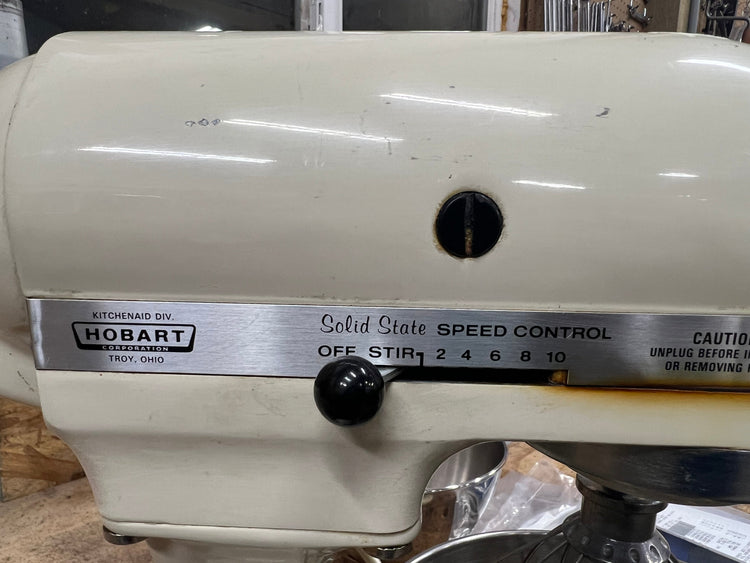 KITCHENAID DIV.
HOBART
CORPORATION
TROY, OHIO
Solid State SPEED CONTROL
OFF STIR 2 4 6 8 10
CAUTIO
UNPLUG BEFORE I
OR REMOVING